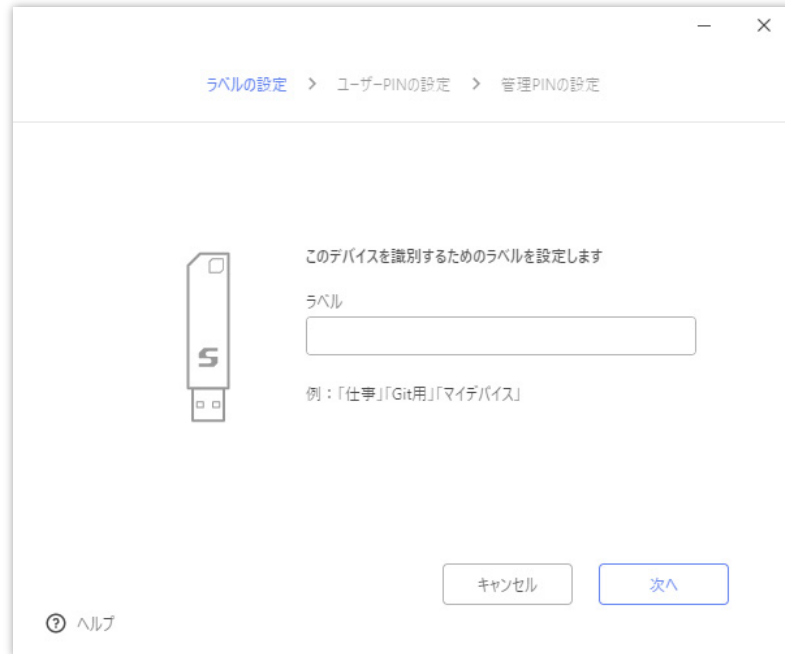 ラベルの設定 > ユーザーPINの設定 > 管理PINの設定
このデバイスを識別するためのラベルを設定します
ラベル
S
例：「仕事」「Git用」「マイデバイス」
キャンセル 次へ
ヘルプ